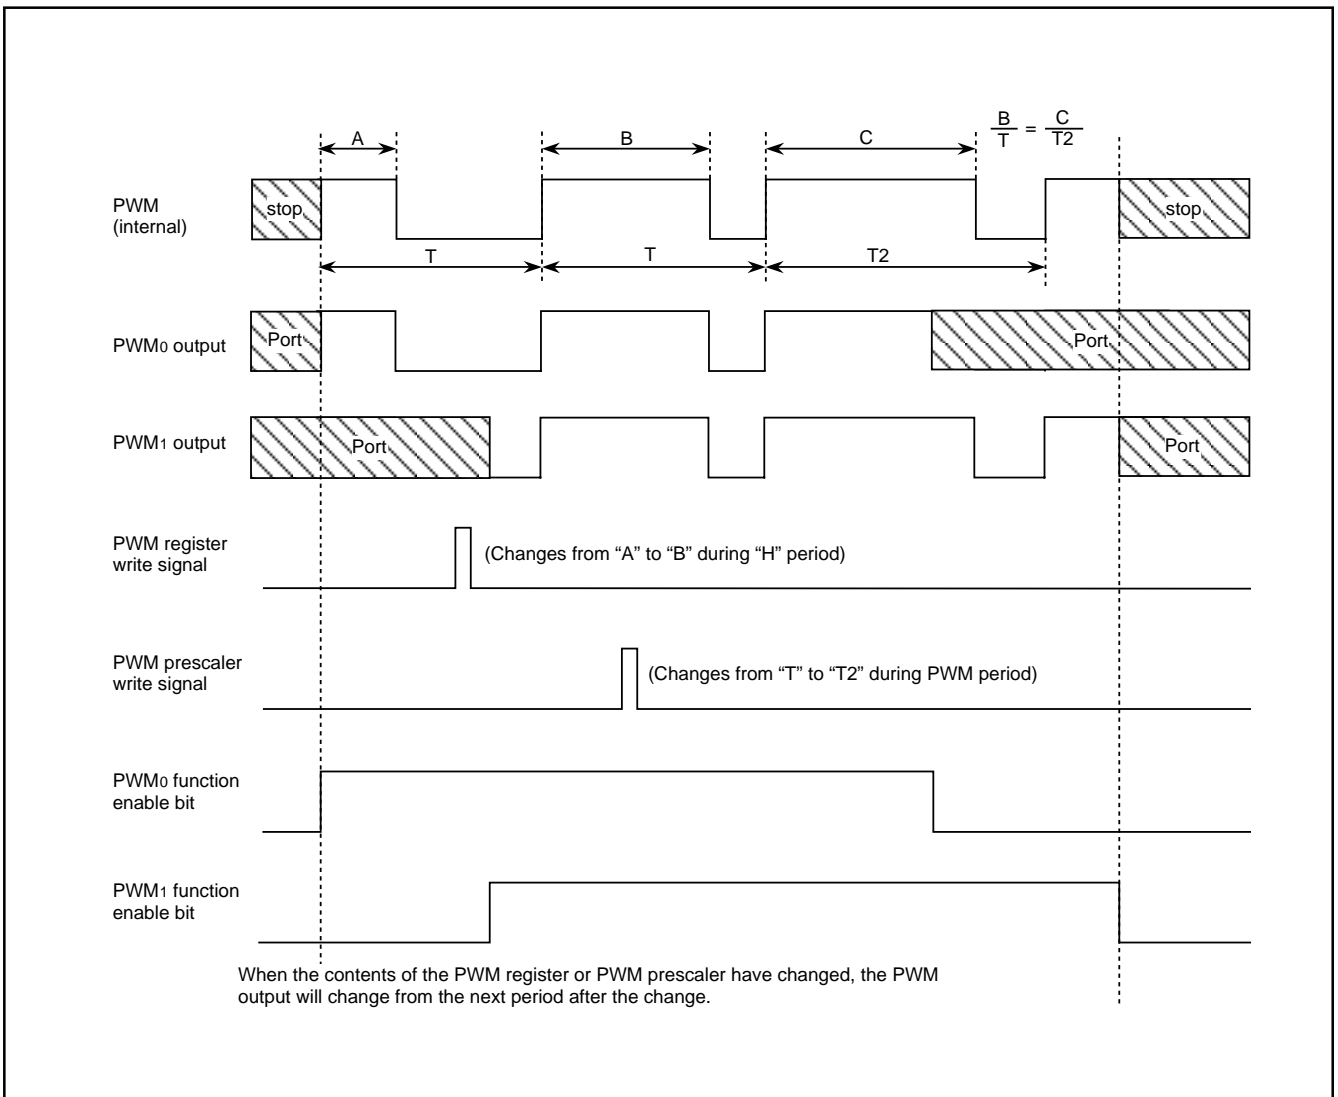 A
B
C
B = C
T T2
PWM
(internal)
stop
stop
T
T
T2
PWM0 output
Port
Port
PWM1 output
Port
Port
PWM register
write signal
(Changes from “A” to “B” during “H” period)
PWM prescaler
write signal
(Changes from “T” to “T2” during PWM period)
PWM0 function
enable bit
PWM1 function
enable bit
When the contents of the PWM register or PWM prescaler have changed, the PWM
output will change from the next period after the change.